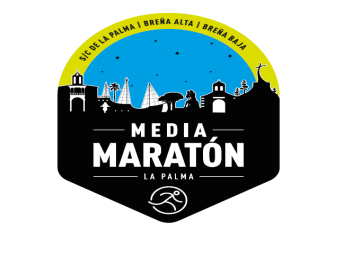 S/C DE LA PALMA | BREÑA ALTA | BREÑA BAJA
MEDIA
MARATÓN
LA PALMA